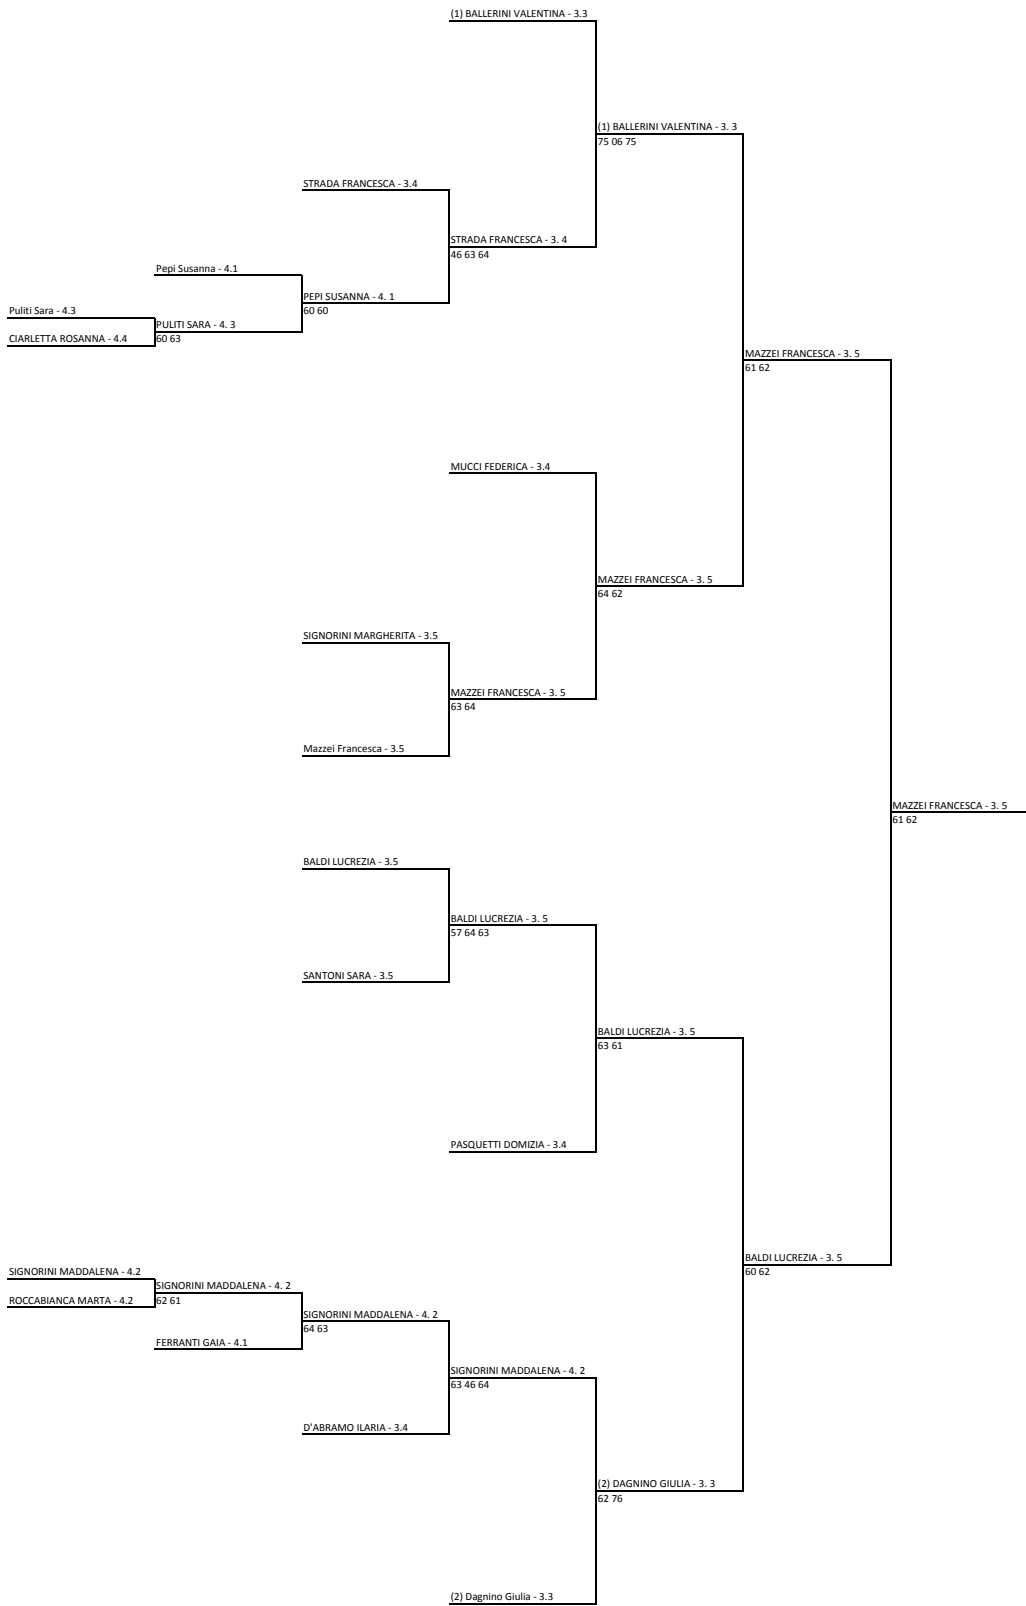 (1) BALLERINI VALENTINA - 3.3
(1) BALLERINI VALENTINA - 3. 3
75 06 75
STRADA FRANCESCA - 3.4
STRADA FRANCESCA - 3. 4
46 63 64
Pepi Susanna - 4.1
PEPI SUSANNA - 4. 1
60 60
Puliti Sara - 4.3
PULITI SARA - 4. 3
CIARLETTA ROSANNA - 4.4
60 63
MAZZEI FRANCESCA - 3. 5
61 62
MUCCI FEDERICA - 3.4
MAZZEI FRANCESCA - 3. 5
64 62
SIGNORINI MARGHERITA - 3.5
MAZZEI FRANCESCA - 3. 5
63 64
Mazzei Francesca - 3.5
MAZZEI FRANCESCA - 3. 5
61 62
BALDI LUCREZIA - 3.5
BALDI LUCREZIA - 3. 5
57 64 63
SANTONI SARA - 3.5
BALDI LUCREZIA - 3. 5
63 61
PASQUETTI DOMIZIA - 3.4
BALDI LUCREZIA - 3. 5
60 62
SIGNORINI MADDALENA - 4.2
SIGNORINI MADDALENA - 4. 2
ROCCABIANCA MARTA - 4.2
62 61
SIGNORINI MADDALENA - 4. 2
64 63
FERRANTI GAIA - 4.1
SIGNORINI MADDALENA - 4. 2
63 46 64
D'ABRAMO ILARIA - 3.4
(2) DAGNINO GIULIA - 3. 3
62 76
(2) Dagnino Giulia - 3.3